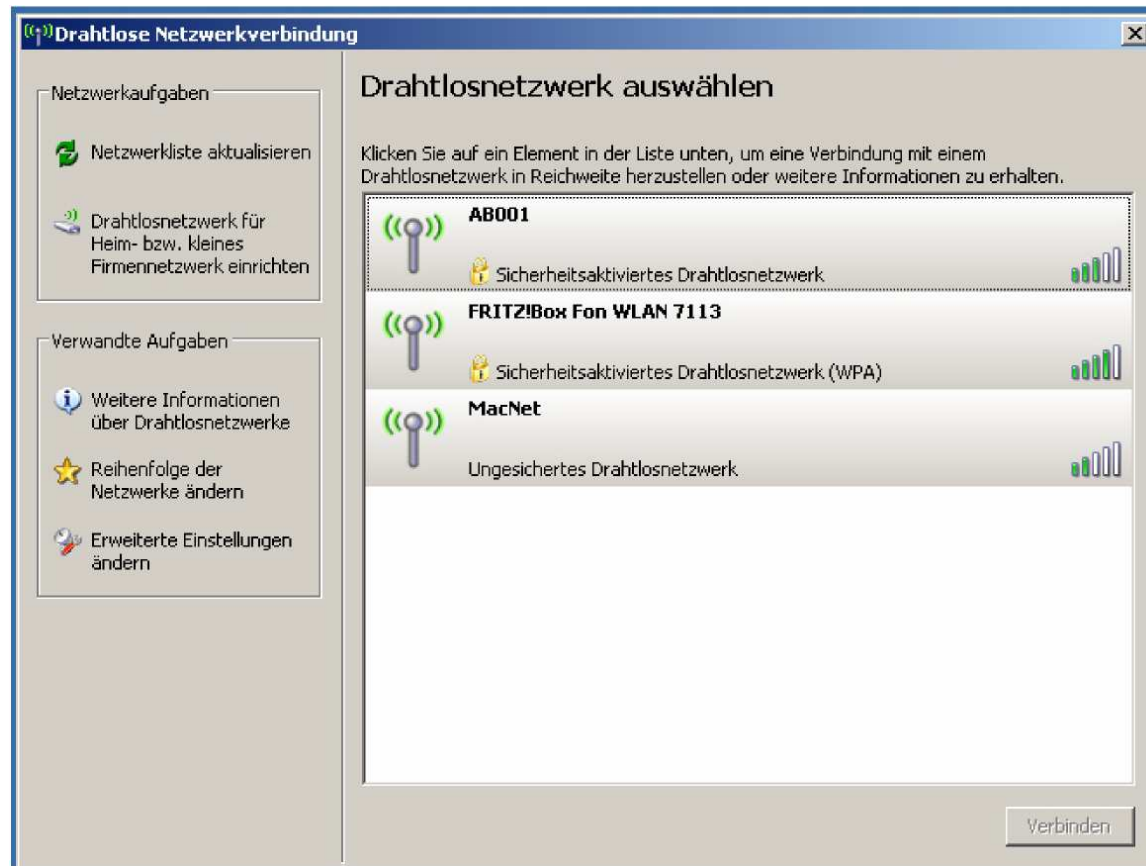 Drahtlose Netzwerkverbindung
Netzwerkaufgaben
Netzwerkliste aktualisieren
Drahtlosnetzwerk für
Heim- bzw. kleines
Firmennetzwerk einrichten
Verwandte Aufgaben
Weitere Informationen
über Drahtlosnetzwerke
Reihenfolge der
Netzwerke ändern
Erweiterte Einstellungen
ändern
Drahtlosnetzwerk auswählen
Klicken Sie auf ein Element in der Liste unten, um eine Verbindung mit einem
Drahtlosnetzwerk in Reichweite herzustellen oder weitere Informationen zu erhalten.
AB001
Sicherheitsaktiviertes Drahtlosnetzwerk
FRITZ!Box Fon WLAN 7113
Sicherheitsaktiviertes Drahtlosnetzwerk (WPA)
MacNet
Ungesichertes Drahtlosnetzwerk
Verbinden